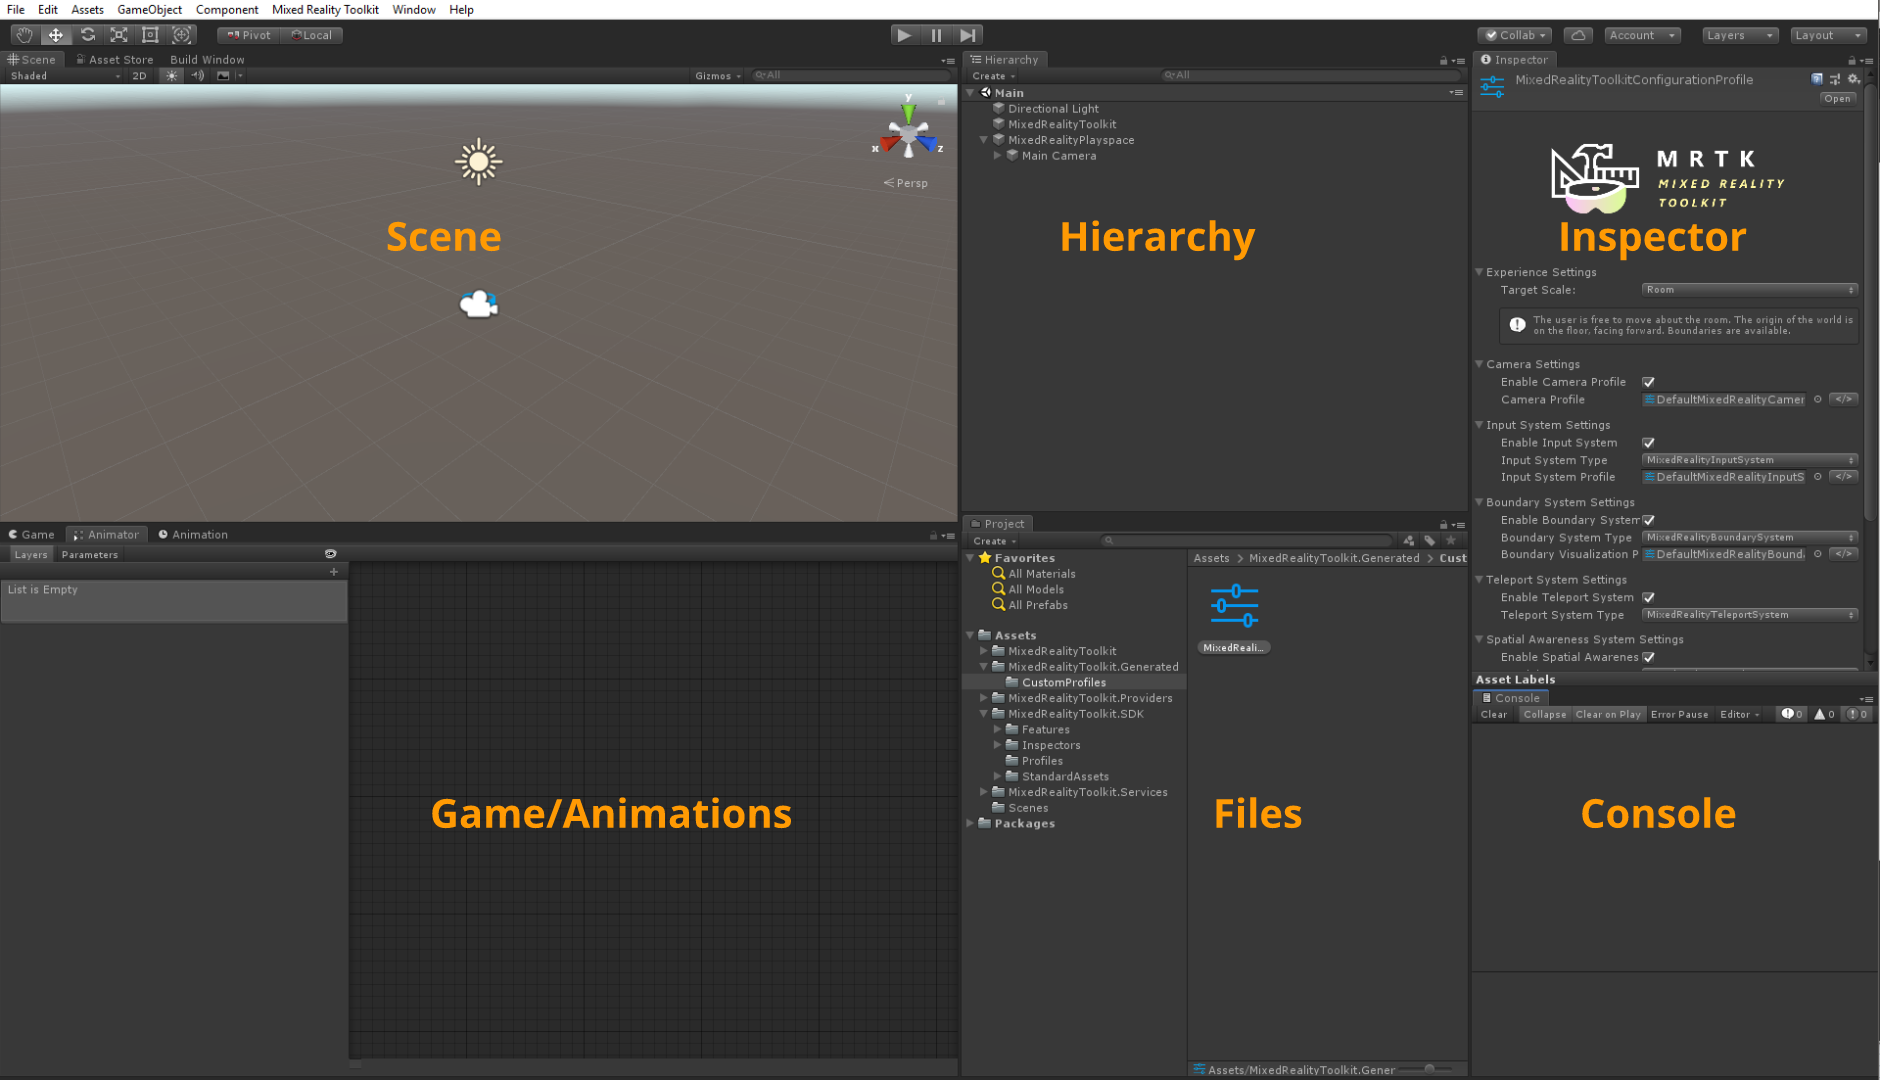 File Edit Assets GameObject Component Mixed Reality Toolkit Window Help
Pivot Local
Collab Account Layers Layout
Scene Asset Store Build Window
Shaded 2D Gizmos All
y
x z
Persp
Scene
Hierarchy
Create All
Main
Directional Light
MixedRealityToolkit
MixedRealityPlayspace
Main Camera
Hierarchy
Inspector
MixedRealityToolkitConfigurationProfile
Open
MRTK
MIXED REALITY
TOOLKIT
Inspector
Experience Settings
Target Scale: Room
The user is free to move about the room. The origin of the world is
on the floor, facing forward. Boundaries are available.
Camera Settings
Enable Camera Profile
Camera Profile DefaultMixedRealityCamer </>
Input System Settings
Enable Input System
Input System Type MixedRealityInputSystem
Input System Profile DefaultMixedRealityInputS </>
Boundary System Settings
Enable Boundary System
Boundary System Type MixedRealityBoundarySystem
Boundary Visualization P DefaultMixedRealityBound </>
Teleport System Settings
Enable Teleport System
Teleport System Type MixedRealityTeleportSystem
Spatial Awareness System Settings
Enable Spatial Awarenes
Asset Labels
Game Animator Animation
Layers Parameters
+
List is Empty
Game/Animations
Project
Create
Favorites
All Materials
All Models
All Prefabs
Assets
MixedRealityToolkit
MixedRealityToolkit.Generated
CustomProfiles
MixedRealityToolkit.Providers
MixedRealityToolkit.SDK
Features
Inspectors
Profiles
StandardAssets
MixedRealityToolkit.Services
Scenes
Packages
Assets > MixedRealityToolkit.Generated > Cust
MixedReali...
Files
Assets/MixedRealityToolkit.Gener
Console
Clear Collapse Clear on Play Error Pause Editor 0 0 0
Console